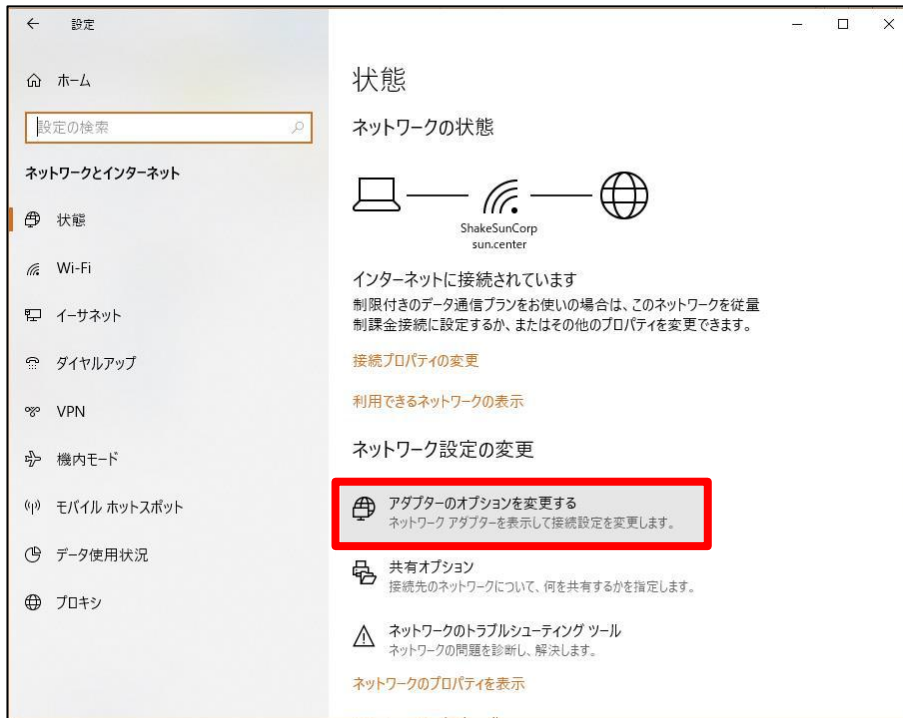 設定
ホーム
設定の検索
ネットワークとインターネット
状態
Wi-Fi
イーサネット
ダイヤルアップ
VPN
機内モード
モバイル ホットスポット
データ使用状況
プロキシ
状態
ネットワークの状態
ShakeSunCorp
sun.center
インターネットに接続されています
制限付きのデータ通信プランをお使いの場合は、このネットワークを従量
制課金接続に設定するか、またはその他のプロパティを変更できます。
接続プロパティの変更
利用できるネットワークの表示
ネットワーク設定の変更
アダプターのオプションを変更する
ネットワーク アダプターを表示して接続設定を変更します。
共有オプション
接続先のネットワークについて、何を共有するかを指定します。
ネットワークのトラブルシューティング ツール
ネットワークの問題を診断し、解決します。
ネットワークのプロパティを表示